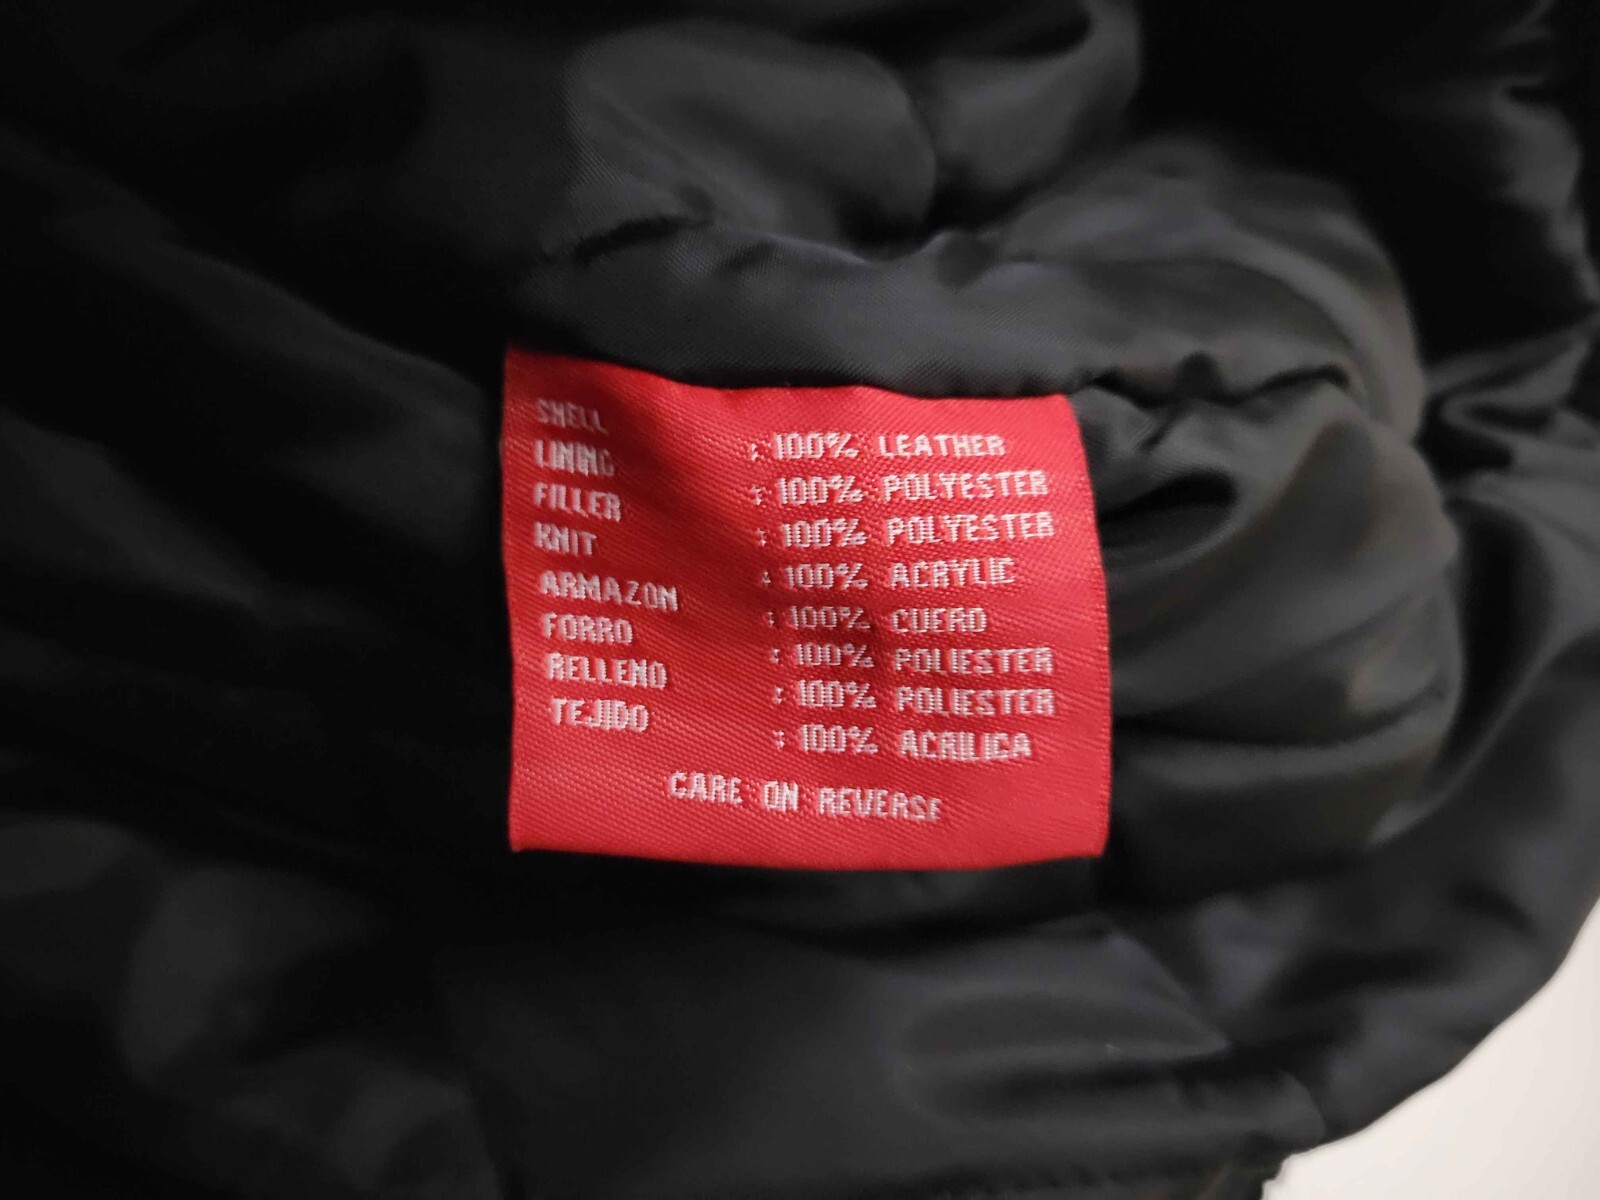 SHELL : 100% LEATHER
LINING : 100% POLYESTER
FILLER : 100% POLYESTER
KNIT : 100% ACRYLIC
ARMAZON : 100% CUERO
FORRO : 100% POLIESTER
RELLENO : 100% POLIESTER
TEJIDO : 100% ACRILICA
CARE ON REVERSE